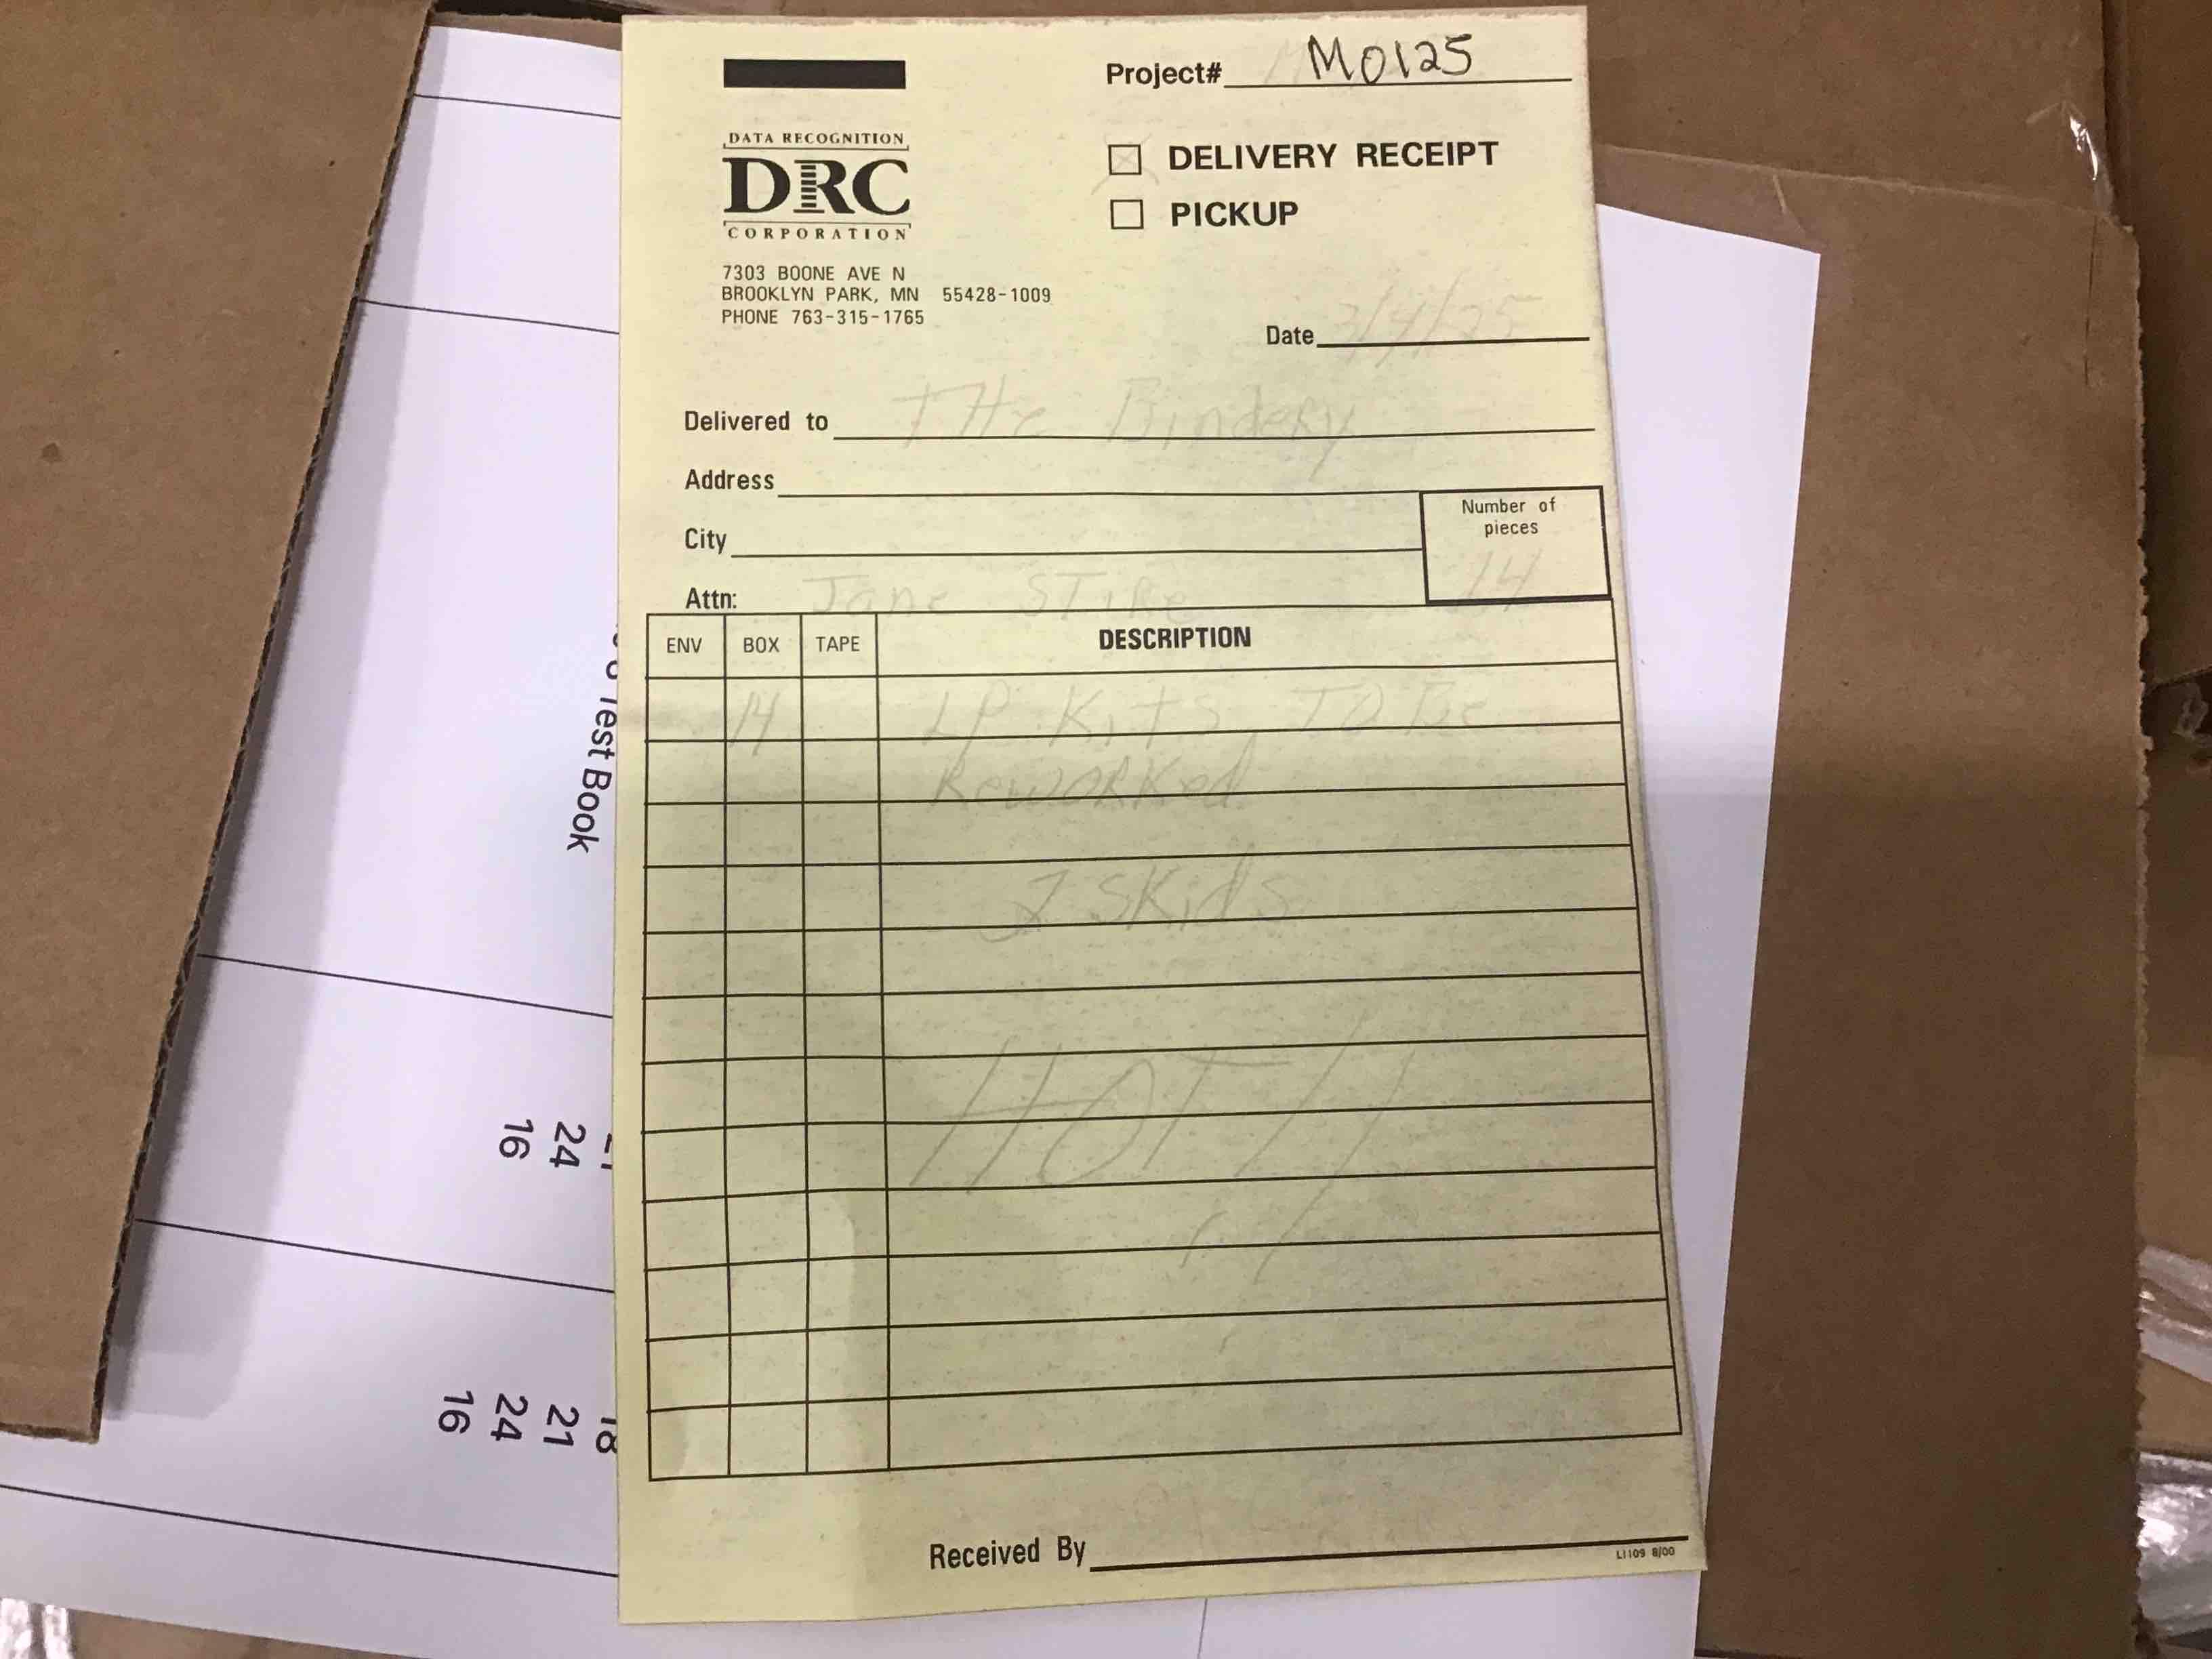 Project# M0125
DATA RECOGNITION
DRC
CORPORATION
DELIVERY RECEIPT
PICKUP
7303 BOONE AVE N
BROOKLYN PARK, MN 55428-1009
PHONE 763-315-1765
Date 3/4/25
Delivered to THe Bindery
Address
City
Number of
pieces
14
Attn: Jane
ENV BOX TAPE DESCRIPTION
14 LP Kits TO Be
Reworked
2 SKids
HOT!!
Received By
LI109 8/00
Test Book
24
16
21
24
16